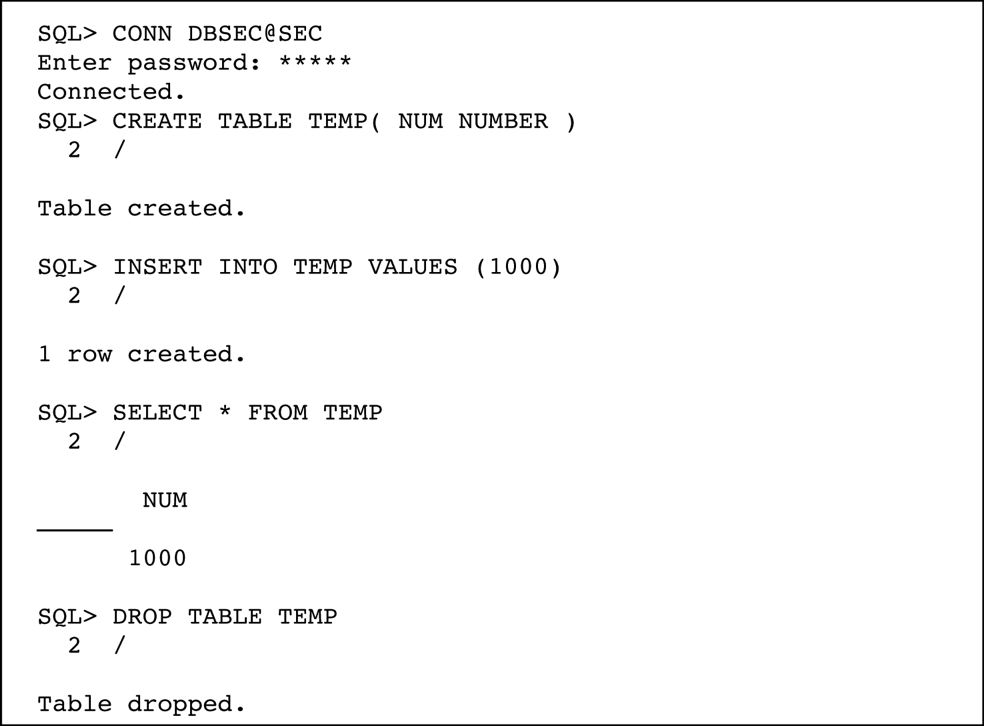 SQL> CONN DBSEC@SEC
Enter password: *****
Connected.
SQL> CREATE TABLE TEMP( NUM NUMBER )
  2  /
Table created.
SQL> INSERT INTO TEMP VALUES (1000)
  2  /
1 row created.
SQL> SELECT * FROM TEMP
  2  /
       NUM
_____
      1000
SQL> DROP TABLE TEMP
  2  /
Table dropped.